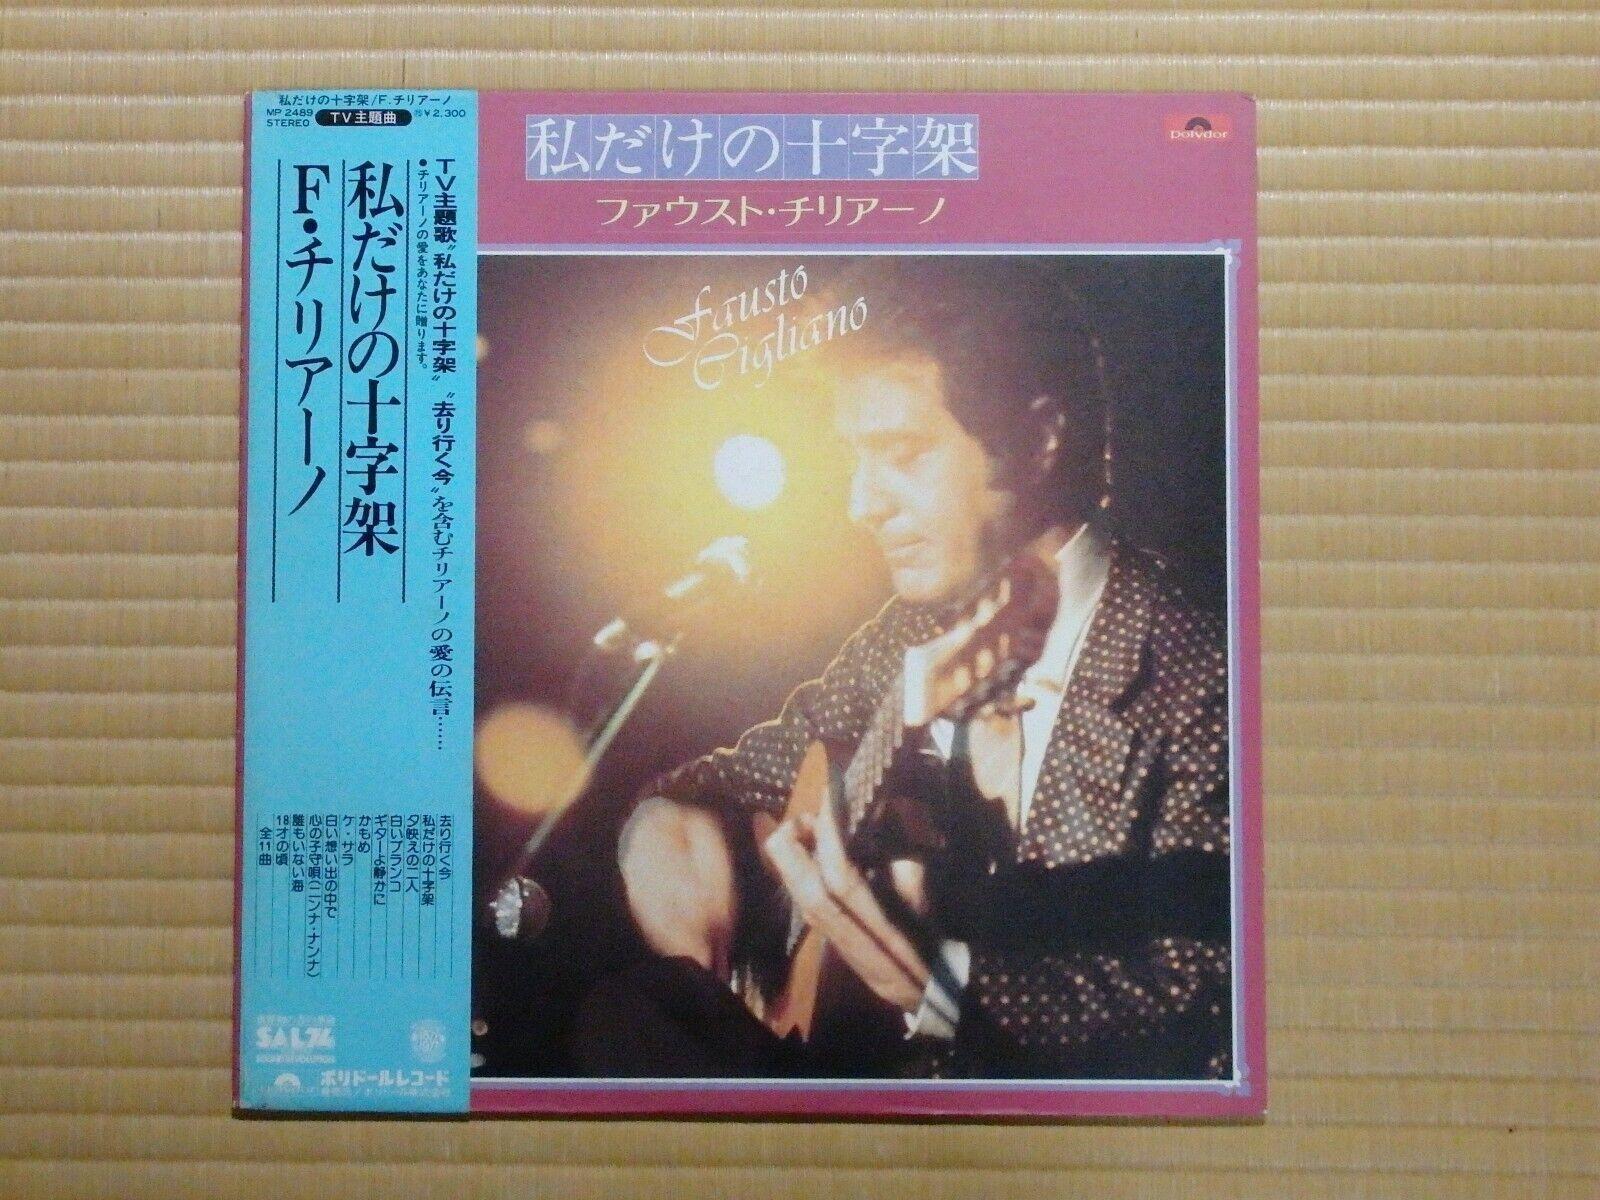 私だけの十字架/F.チリアーノ
MP 2489
STEREO
TV主題曲
¥2,300
TV主題歌“私だけの十字架”“去り行く今”を含むチリアーノの愛の伝言……
●チリアーノの愛をあなたに贈ります。
私だけの十字架
F・チリアーノ
去り行く今
私だけの十字架
夕映えの二人
白いブランコ
ギターよ静かに
かもめ
ケ・サラ
白い想い出の中で
心の子守唄(ニンナ・ナンナ)
誰もいない海
18才の頃
全11曲
SAL74
ポリドールレコード
私だけの十字架
ファウスト・チリアーノ
Polydor
Fausto
Cigliano